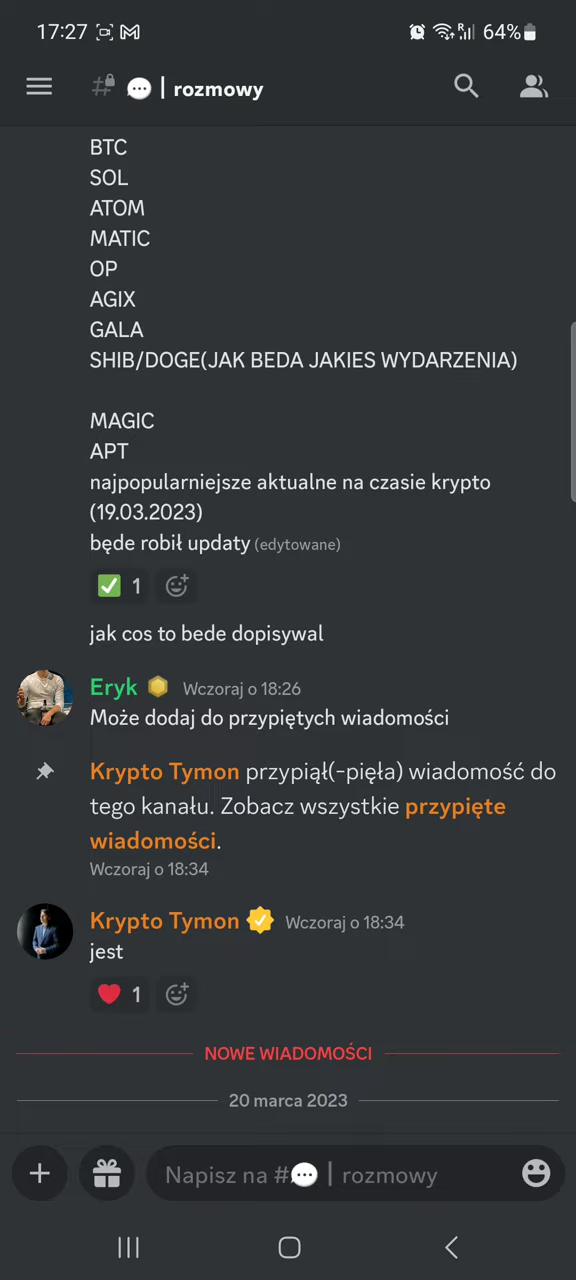 17:27 64%
# | rozmowy
BTC
SOL
ATOM
MATIC
OP
AGIX
GALA
SHIB/DOGE(JAK BEDA JAKIES WYDARZENIA)
MAGIC
APT
najpopularniejsze aktualne na czasie krypto
(19.03.2023)
będe robił updaty (edytowane)
1
jak cos to bede dopisywal
Eryk Wczoraj o 18:26
Może dodaj do przypiętych wiadomości
Krypto Tymon przypiął(-pięła) wiadomość do
tego kanału. Zobacz wszystkie przypięte
wiadomości.
Wczoraj o 18:34
Krypto Tymon Wczoraj o 18:34
jest
1
NOWE WIADOMOŚCI
20 marca 2023
Napisz na #💬 | rozmowy